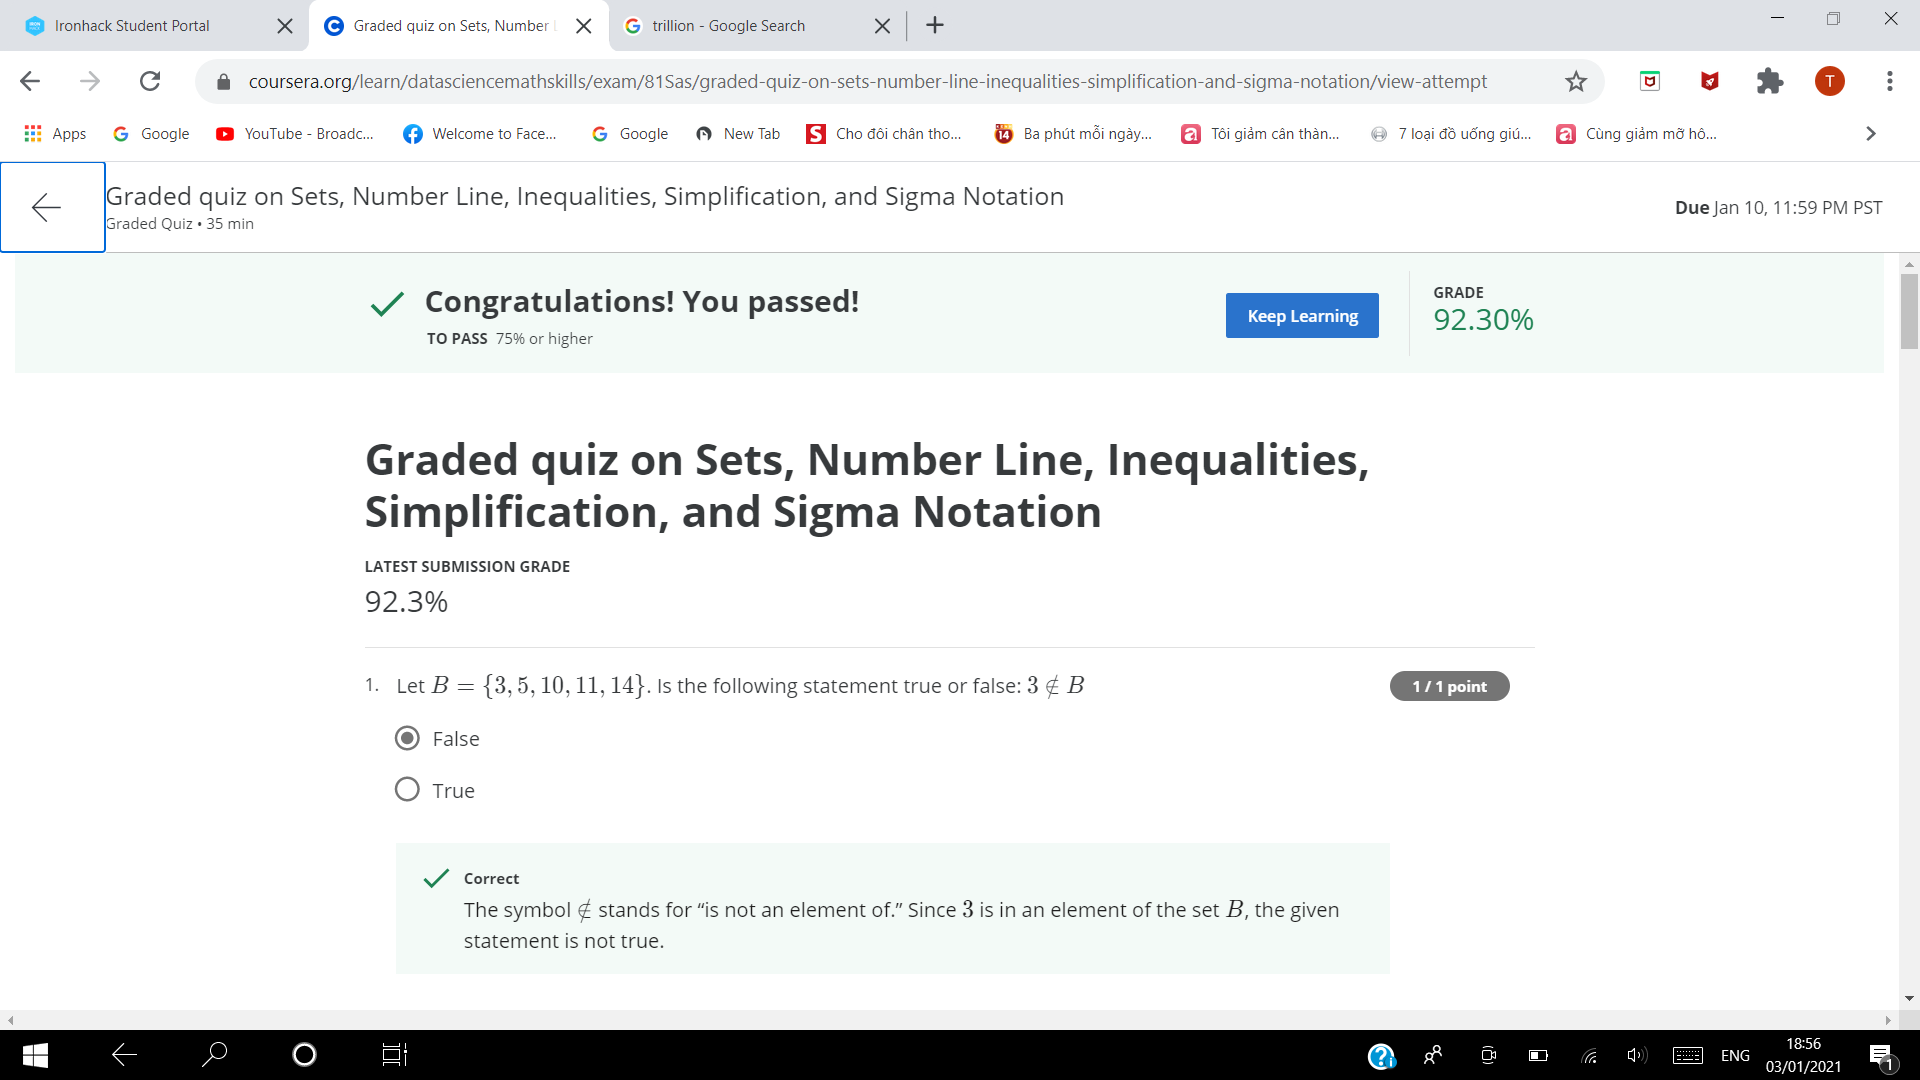 Ironhack Student Portal
Graded quiz on Sets, Number
trillion - Google Search
coursera.org/learn/datasciencemathskills/exam/81Sas/graded-quiz-on-sets-number-line-inequalities-simplification-and-sigma-notation/view-attempt
T
Apps Google YouTube - Broadc... Welcome to Face... Google New Tab Cho đôi chân tho... Ba phút mỗi ngày... Tôi giảm cân thàn... 7 loại đồ uống giú... Cùng giảm mỡ hô...
Graded quiz on Sets, Number Line, Inequalities, Simplification, and Sigma Notation
Graded Quiz • 35 min
Due Jan 10, 11:59 PM PST
Congratulations! You passed!
TO PASS 75% or higher
Keep Learning
GRADE
92.30%
Graded quiz on Sets, Number Line, Inequalities,
Simplification, and Sigma Notation
LATEST SUBMISSION GRADE
92.3%
1. Let B = {3, 5, 10, 11, 14}. Is the following statement true or false: 3 ∉ B
1 / 1 point
False
True
Correct
The symbol ∉ stands for “is not an element of.” Since 3 is in an element of the set B, the given
statement is not true.
ENG
18:56
03/01/2021
1